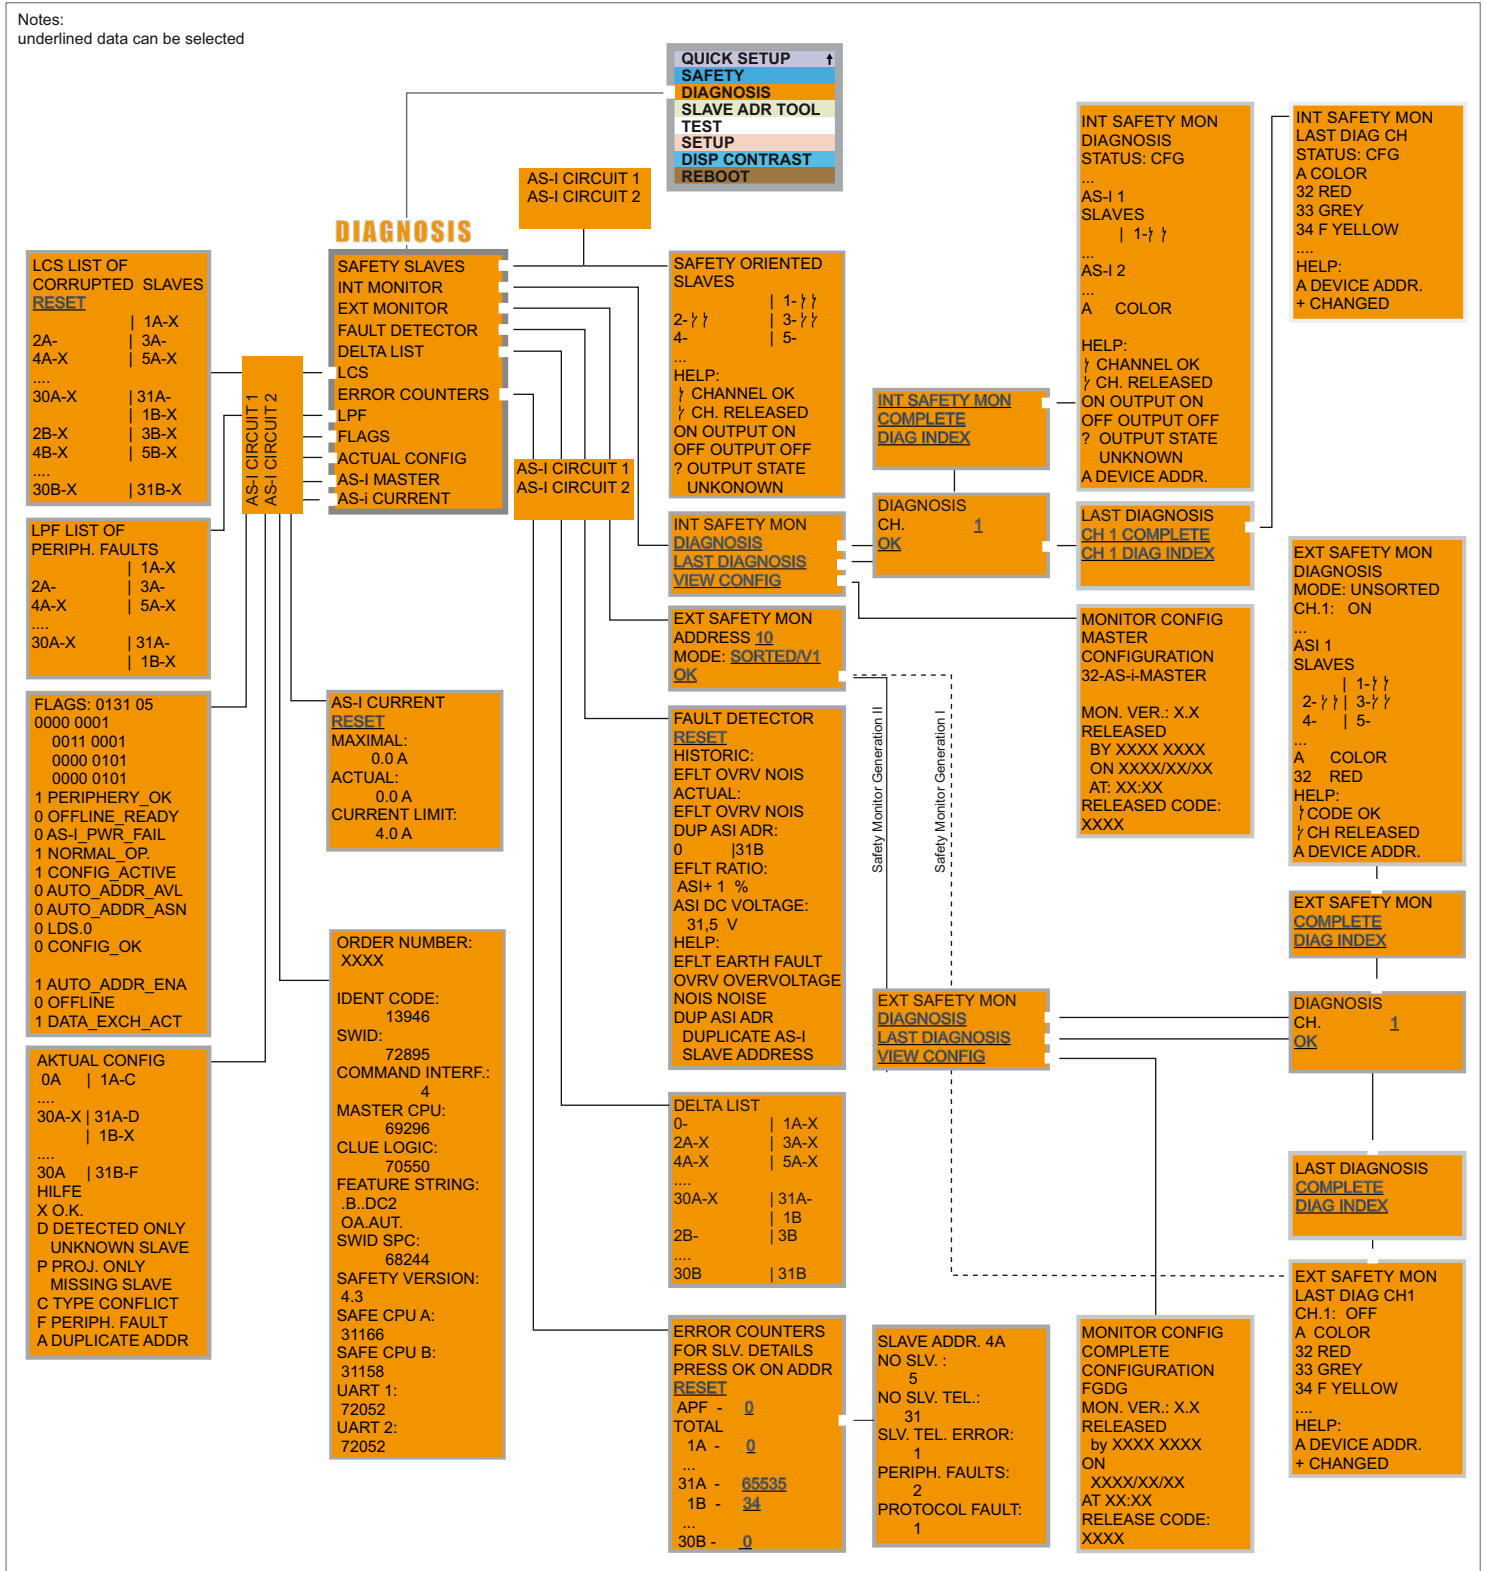 Notes:
underlined data can be selected
QUICK SETUP
SAFETY
DIAGNOSIS
SLAVE ADR TOOL
TEST
SETUP
DISP CONTRAST
REBOOT
AS-I CIRCUIT 1
AS-I CIRCUIT 2
DIAGNOSIS
SAFETY SLAVES
INT MONITOR
EXT MONITOR
FAULT DETECTOR
DELTA LIST
LCS
ERROR COUNTERS
LPF
FLAGS
ACTUAL CONFIG
AS-I MASTER
AS-i CURRENT
AS-I CIRCUIT 1
AS-I CIRCUIT 2
AS-I CIRCUIT 1
AS-I CIRCUIT 2
LCS LIST OF
CORRUPTED SLAVES
RESET
| 1A-X
2A- | 3A-
4A-X | 5A-X
....
30A-X | 31A-
| 1B-X
2B-X | 3B-X
4B-X | 5B-X
....
30B-X | 31B-X
LPF LIST OF
PERIPH. FAULTS
| 1A-X
2A- | 3A-
4A-X | 5A-X
....
30A-X | 31A-
| 1B-X
FLAGS: 0131 05
0000 0001
0011 0001
0000 0101
0000 0101
1 PERIPHERY_OK
0 OFFLINE_READY
0 AS-I_PWR_FAIL
1 NORMAL_OP.
1 CONFIG_ACTIVE
0 AUTO_ADDR_AVL
0 AUTO_ADDR_ASN
0 LDS.0
0 CONFIG_OK
1 AUTO_ADDR_ENA
0 OFFLINE
1 DATA_EXCH_ACT
AKTUAL CONFIG
0A | 1A-C
....
30A-X | 31A-D
| 1B-X
....
30A | 31B-F
HILFE
X O.K.
D DETECTED ONLY
UNKNOWN SLAVE
P PROJ. ONLY
MISSING SLAVE
C TYPE CONFLICT
F PERIPH. FAULT
A DUPLICATE ADDR
AS-I CURRENT
RESET
MAXIMAL:
0.0 A
ACTUAL:
0.0 A
CURRENT LIMIT:
4.0 A
ORDER NUMBER:
XXXX
IDENT CODE:
13946
SWID:
72895
COMMAND INTERF.:
4
MASTER CPU:
69296
CLUE LOGIC:
70550
FEATURE STRING:
.B..DC2
OA.AUT.
SWID SPC:
68244
SAFETY VERSION:
4.3
SAFE CPU A:
31166
SAFE CPU B:
31158
UART 1:
72052
UART 2:
72052
SAFETY ORIENTED
SLAVES
| 1-
2- | 3-
4- | 5-
...
HELP:
CHANNEL OK
CH. RELEASED
ON OUTPUT ON
OFF OUTPUT OFF
? OUTPUT STATE
UNKONOWN
INT SAFETY MON
DIAGNOSIS
LAST DIAGNOSIS
VIEW CONFIG
EXT SAFETY MON
ADDRESS 10
MODE: SORTED/V1
OK
FAULT DETECTOR
RESET
HISTORIC:
EFLT OVRV NOIS
ACTUAL:
EFLT OVRV NOIS
DUP ASI ADR:
0 |31B
EFLT RATIO:
ASI+ 1 %
ASI DC VOLTAGE:
31,5 V
HELP:
EFLT EARTH FAULT
OVRV OVERVOLTAGE
NOIS NOISE
DUP ASI ADR
DUPLICATE AS-I
SLAVE ADDRESS
DELTA LIST
0- | 1A-X
2A-X | 3A-X
4A-X | 5A-X
....
30A-X | 31A-
| 1B
2B- | 3B
....
30B | 31B
ERROR COUNTERS
FOR SLV. DETAILS
PRESS OK ON ADDR
RESET
APF - 0
TOTAL
1A - 0
...
31A - 65535
1B - 34
...
30B - 0
SLAVE ADDR. 4A
NO SLV. :
5
NO SLV. TEL.:
31
SLV. TEL. ERROR:
1
PERIPH. FAULTS:
2
PROTOCOL FAULT:
1
INT SAFETY MON
COMPLETE
DIAG INDEX
DIAGNOSIS
CH. 1
OK
Safety Monitor Generation II
Safety Monitor Generation I
EXT SAFETY MON
DIAGNOSIS
LAST DIAGNOSIS
VIEW CONFIG
INT SAFETY MON
DIAGNOSIS
STATUS: CFG
...
AS-I 1
SLAVES
| 1-
...
AS-I 2
...
A COLOR
HELP:
CHANNEL OK
CH. RELEASED
ON OUTPUT ON
OFF OUTPUT OFF
? OUTPUT STATE
UNKNOWN
A DEVICE ADDR.
LAST DIAGNOSIS
CH 1 COMPLETE
CH 1 DIAG INDEX
MONITOR CONFIG
MASTER
CONFIGURATION
32-AS-i-MASTER
MON. VER.: X.X
RELEASED
BY XXXX XXXX
ON XXXX/XX/XX
AT: XX:XX
RELEASED CODE:
XXXX
MONITOR CONFIG
COMPLETE
CONFIGURATION
FGDG
MON. VER.: X.X
RELEASED
by XXXX XXXX
ON
XXXX/XX/XX
AT XX:XX
RELEASE CODE:
XXXX
INT SAFETY MON
LAST DIAG CH
STATUS: CFG
A COLOR
32 RED
33 GREY
34 F YELLOW
....
HELP:
A DEVICE ADDR.
+ CHANGED
EXT SAFETY MON
DIAGNOSIS
MODE: UNSORTED
CH.1: ON
...
ASI 1
SLAVES
| 1-
2- | 3-
4- | 5-
...
A COLOR
32 RED
HELP:
CODE OK
CH RELEASED
A DEVICE ADDR.
EXT SAFETY MON
COMPLETE
DIAG INDEX
DIAGNOSIS
CH. 1
OK
LAST DIAGNOSIS
COMPLETE
DIAG INDEX
EXT SAFETY MON
LAST DIAG CH1
CH.1: OFF
A COLOR
32 RED
33 GREY
34 F YELLOW
....
HELP:
A DEVICE ADDR.
+ CHANGED